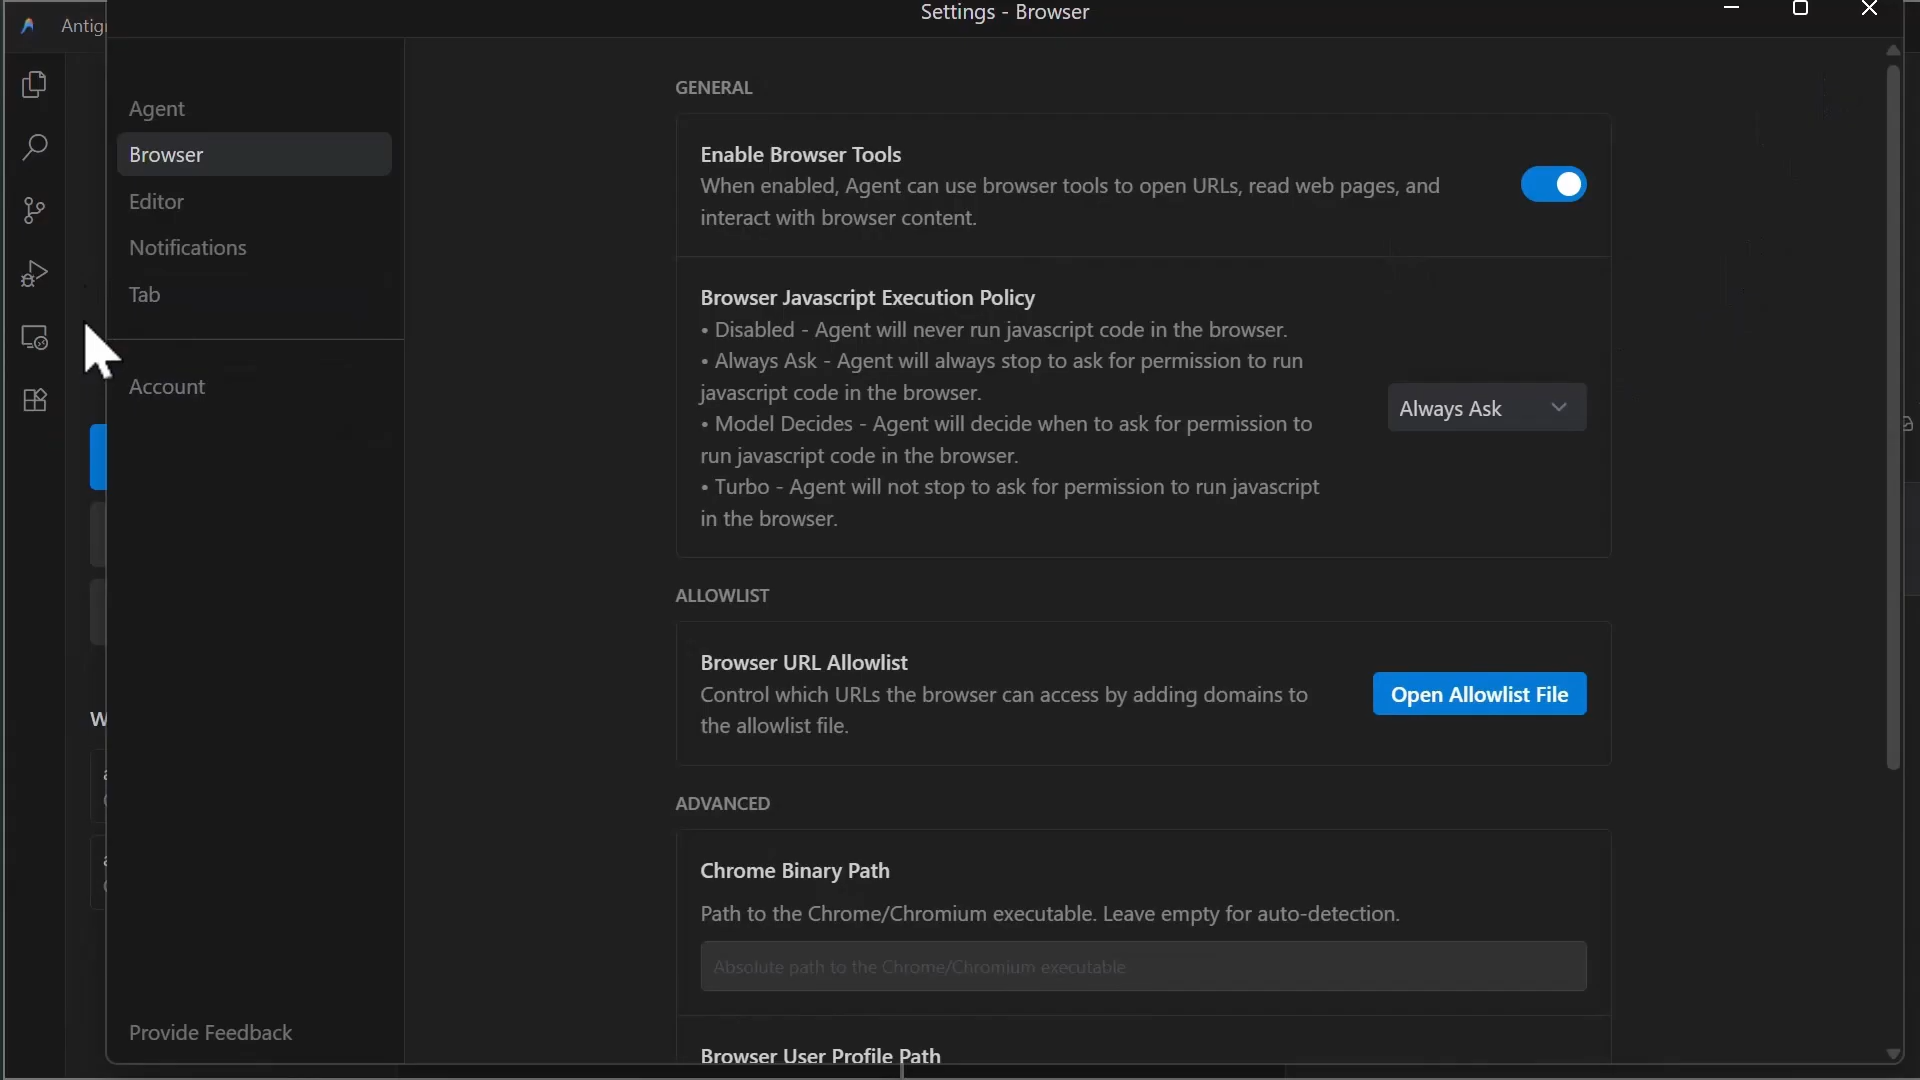 Settings - Browser
Antig
Agent
Browser
Editor
Notifications
Tab
Account
Provide Feedback
GENERAL
Enable Browser Tools
When enabled, Agent can use browser tools to open URLs, read web pages, and
interact with browser content.
Browser Javascript Execution Policy
• Disabled - Agent will never run javascript code in the browser.
• Always Ask - Agent will always stop to ask for permission to run
javascript code in the browser.
• Model Decides - Agent will decide when to ask for permission to
run javascript code in the browser.
• Turbo - Agent will not stop to ask for permission to run javascript
in the browser.
Always Ask
ALLOWLIST
Browser URL Allowlist
Control which URLs the browser can access by adding domains to
the allowlist file.
Open Allowlist File
ADVANCED
Chrome Binary Path
Path to the Chrome/Chromium executable. Leave empty for auto-detection.
Absolute path to the Chrome/Chromium executable
Browser User Profile Path